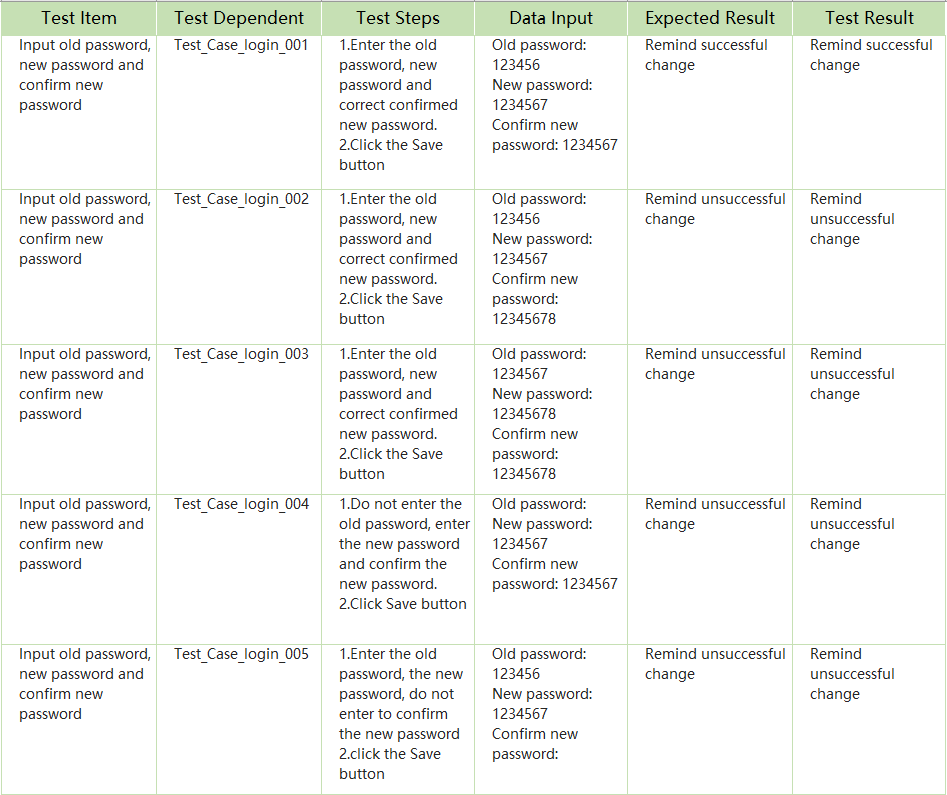 Test Item
Test Dependent
Test Steps
Data Input
Expected Result
Test Result
Input old password,
new password and
confirm new
password
Test_Case_login_001
1.Enter the old
password, new
password and
correct confirmed
new password.
2.Click the Save
button
Old password:
123456
New password:
1234567
Confirm new
password: 1234567
Remind successful
change
Remind successful
change
Input old password,
new password and
confirm new
password
Test_Case_login_002
1.Enter the old
password, new
password and
correct confirmed
new password.
2.Click the Save
button
Old password:
123456
New password:
1234567
Confirm new
password:
12345678
Remind unsuccessful
change
Remind
unsuccessful
change
Input old password,
new password and
confirm new
password
Test_Case_login_003
1.Enter the old
password, new
password and
correct confirmed
new password.
2.Click the Save
button
Old password:
1234567
New password:
12345678
Confirm new
password:
12345678
Remind unsuccessful
change
Remind
unsuccessful
change
Input old password,
new password and
confirm new
password
Test_Case_login_004
1.Do not enter the
old password, enter
the new password
and confirm the
new password.
2.Click Save button
Old password:
New password:
1234567
Confirm new
password: 1234567
Remind unsuccessful
change
Remind
unsuccessful
change
Input old password,
new password and
confirm new
password
Test_Case_login_005
1.Enter the old
password, the new
password, do not
enter to confirm
the new password
2.click the Save
button
Old password:
123456
New password:
1234567
Confirm new
password:
Remind unsuccessful
change
Remind
unsuccessful
change